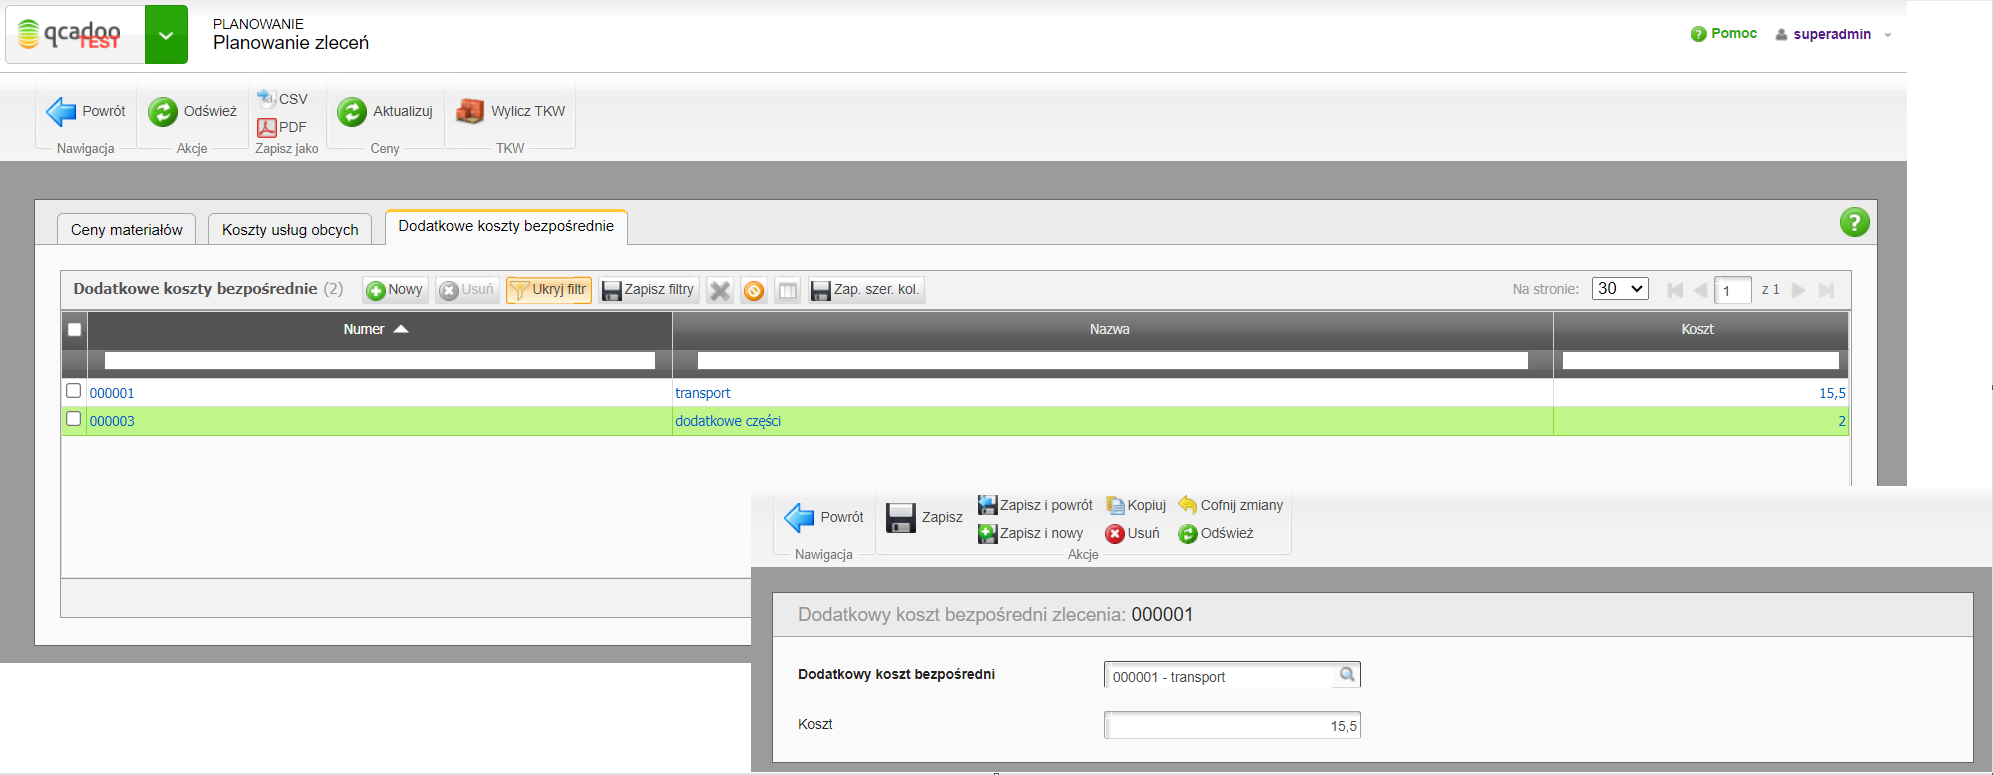 qcadoo
TEST
PLANOWANIE
Planowanie zleceń
Pomoc
superadmin
Powrót
Nawigacja
Odśwież
Akcje
CSV
PDF
Zapisz jako
Aktualizuj
Ceny
Wylicz TKW
TKW
Ceny materiałów
Koszty usług obcych
Dodatkowe koszty bezpośrednie
?
Dodatkowe koszty bezpośrednie (2)
Nowy
Usuń
Ukryj filtr
Zapisz filtry
Zap. szer. kol.
Na stronie:
30
1
z 1
Numer
Nazwa
Koszt
000001 transport 15,5
000003 dodatkowe części 2
Powrót
Nawigacja
Zapisz
Zapisz i powrót
Kopiuj
Cofnij zmiany
Zapisz i nowy
Usuń
Odśwież
Akcje
Dodatkowy koszt bezpośredni zlecenia: 000001
Dodatkowy koszt bezpośredni
000001 - transport
Koszt
15,5